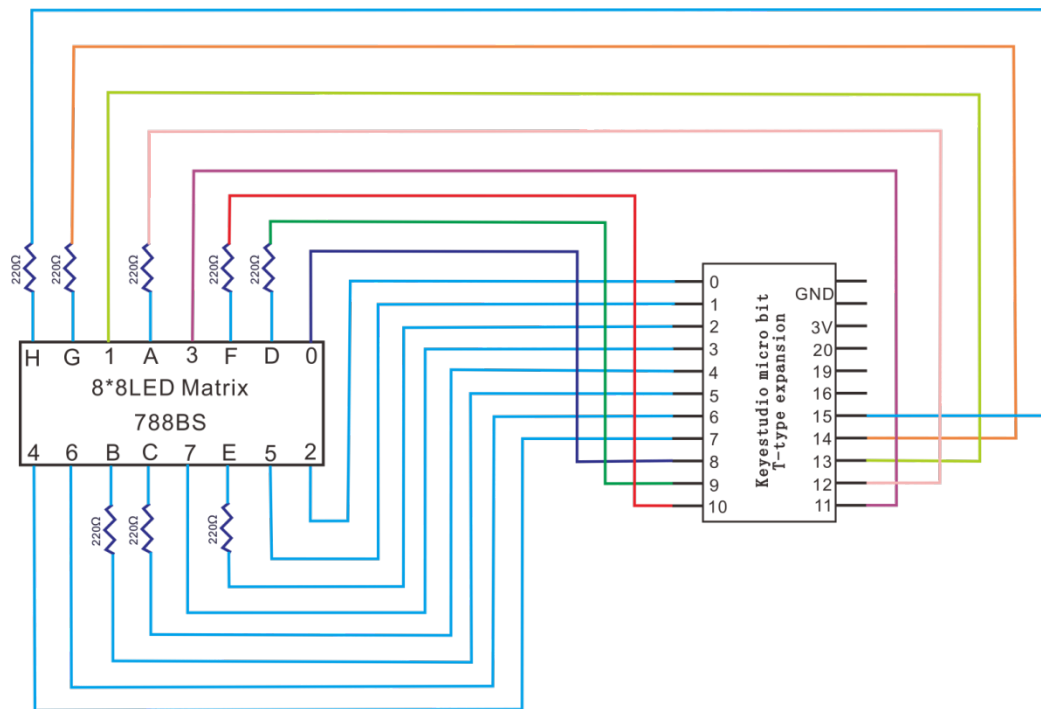 220Ω 220Ω 220Ω 220Ω 220Ω
H G 1 A 3 F D 0
8*8LED Matrix
788BS
4 6 B C 7 E 5 2
220Ω 220Ω 220Ω
0
1
2
3
4
5
6
7
8
9
10
Keyestudio micro bit
T-type expansion
GND
3V
20
19
16
15
14
13
12
11